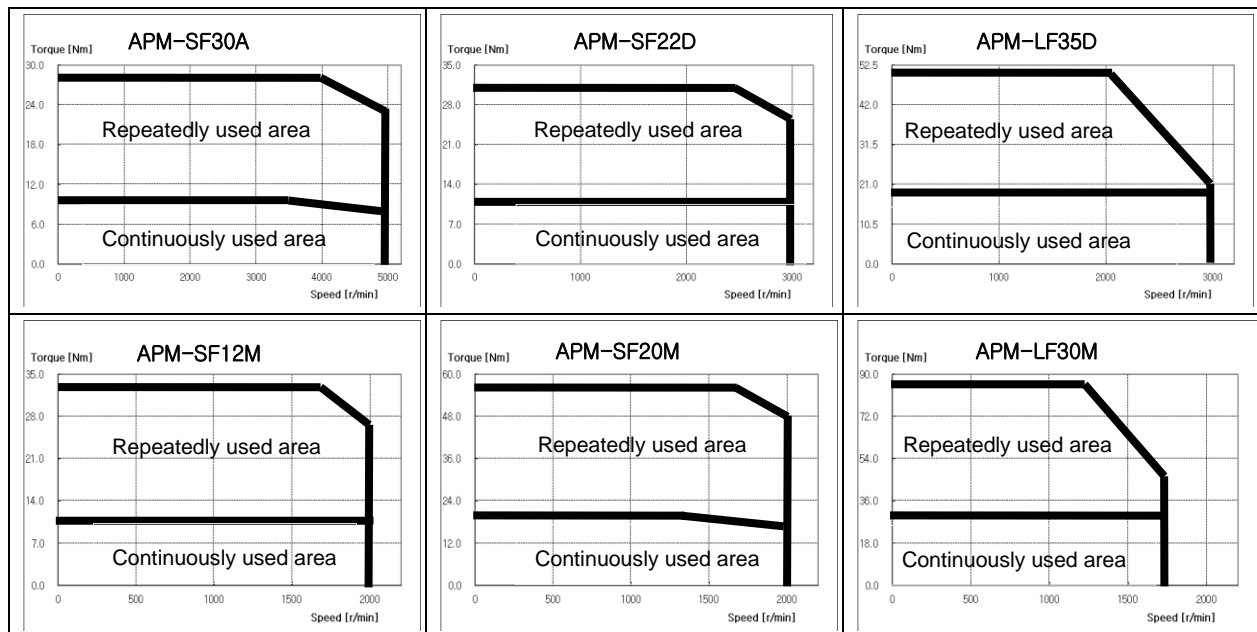 APM-SF30A
Torque [Nm]
30.0
24.0
18.0
12.0
6.0
0.0
Repeatedly used area
Continuously used area
0 1000 2000 3000 4000 5000
Speed [r/min]
APM-SF22D
Torque [Nm]
35.0
28.0
21.0
14.0
7.0
0.0
Repeatedly used area
Continuously used area
0 1000 2000 3000
Speed [r/min]
APM-LF35D
Torque [Nm]
52.5
42.0
31.5
21.0
10.5
0.0
Repeatedly used area
Continuously used area
0 1000 2000 3000
Speed [r/min]
APM-SF12M
Torque [Nm]
35.0
28.0
21.0
14.0
7.0
0.0
Repeatedly used area
Continuously used area
0 500 1000 1500 2000
Speed [r/min]
APM-SF20M
Torque [Nm]
60.0
48.0
36.0
24.0
12.0
0.0
Repeatedly used area
Continuously used area
0 500 1000 1500 2000
Speed [r/min]
APM-LF30M
Torque [Nm]
90.0
72.0
54.0
36.0
18.0
0.0
Repeatedly used area
Continuously used area
0 500 1000 1500 2000
Speed [r/min]